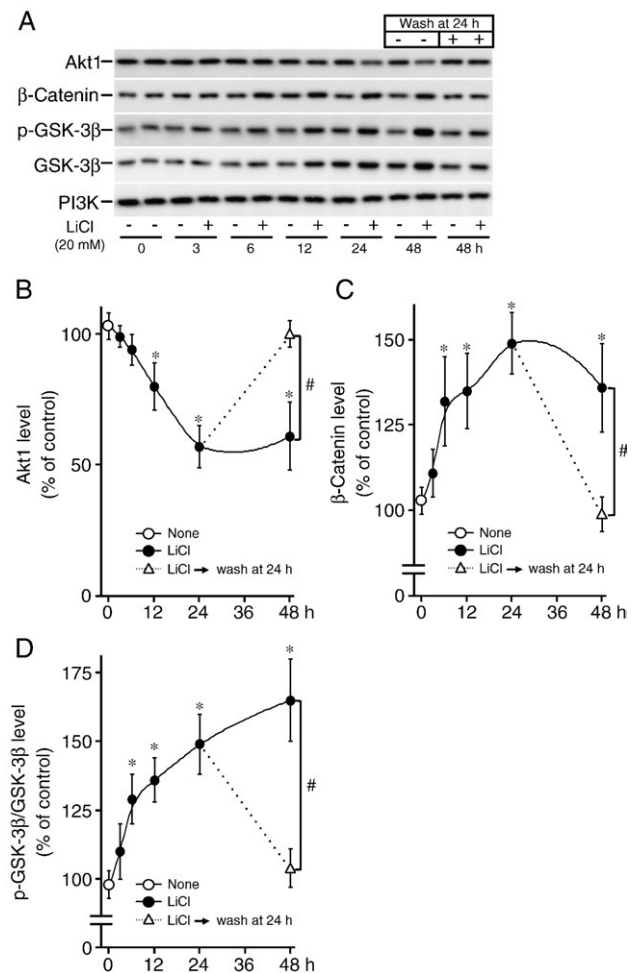 A
Wash at 24 h
- - + +
Akt1
β-Catenin
p-GSK-3β
GSK-3β
PI3K
LiCl - - - + - + - + - + - + - +
(20 mM) 0 3 6 12 24 48 48 h
B
100
50
0
Akt1 level
(% of control)
* * *
#
None
LiCl
LiCl → wash at 24 h
0 12 24 36 48 h
C
150
100
0
β-Catenin level
(% of control)
* * * *
#
None
LiCl
LiCl → wash at 24 h
0 12 24 36 48 h
D
175
150
125
100
0
p-GSK-3β/GSK-3β level
(% of control)
* * * *
#
None
LiCl
LiCl → wash at 24 h
0 12 24 36 48 h